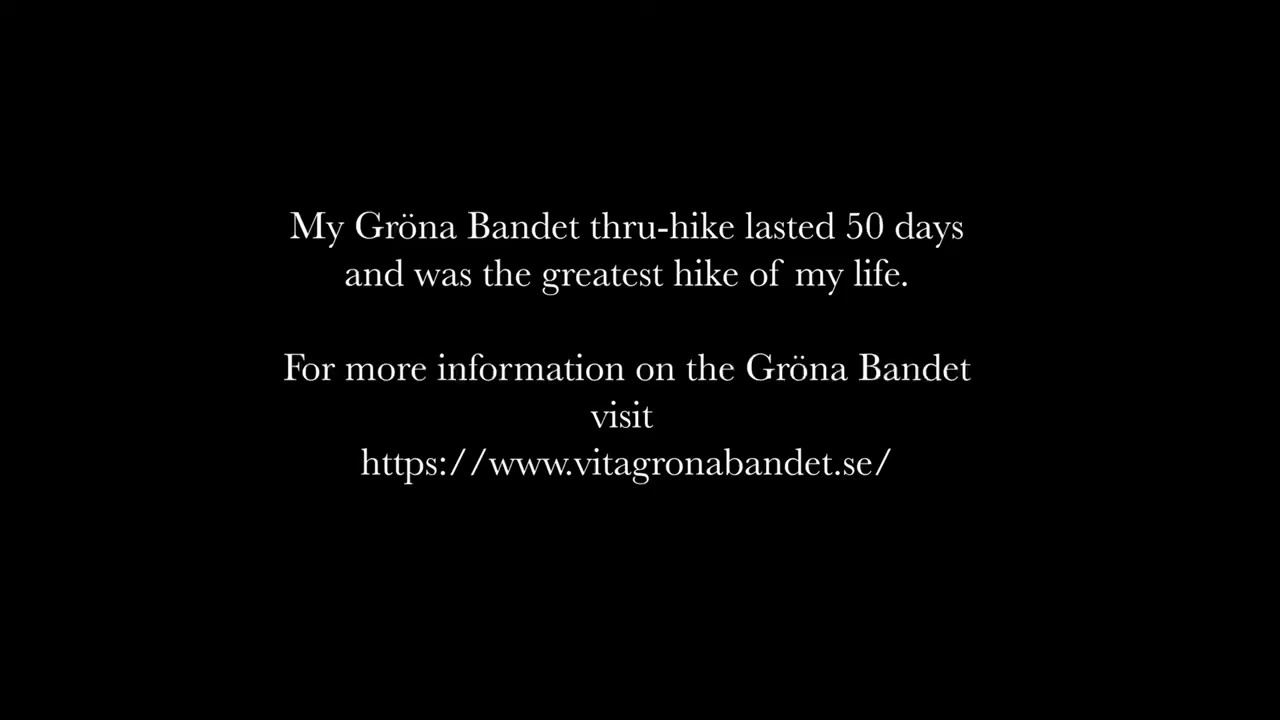 My Gröna Bandet thru-hike lasted 50 days
and was the greatest hike of my life.
For more information on the Gröna Bandet
visit
https://www.vitagronabandet.se/